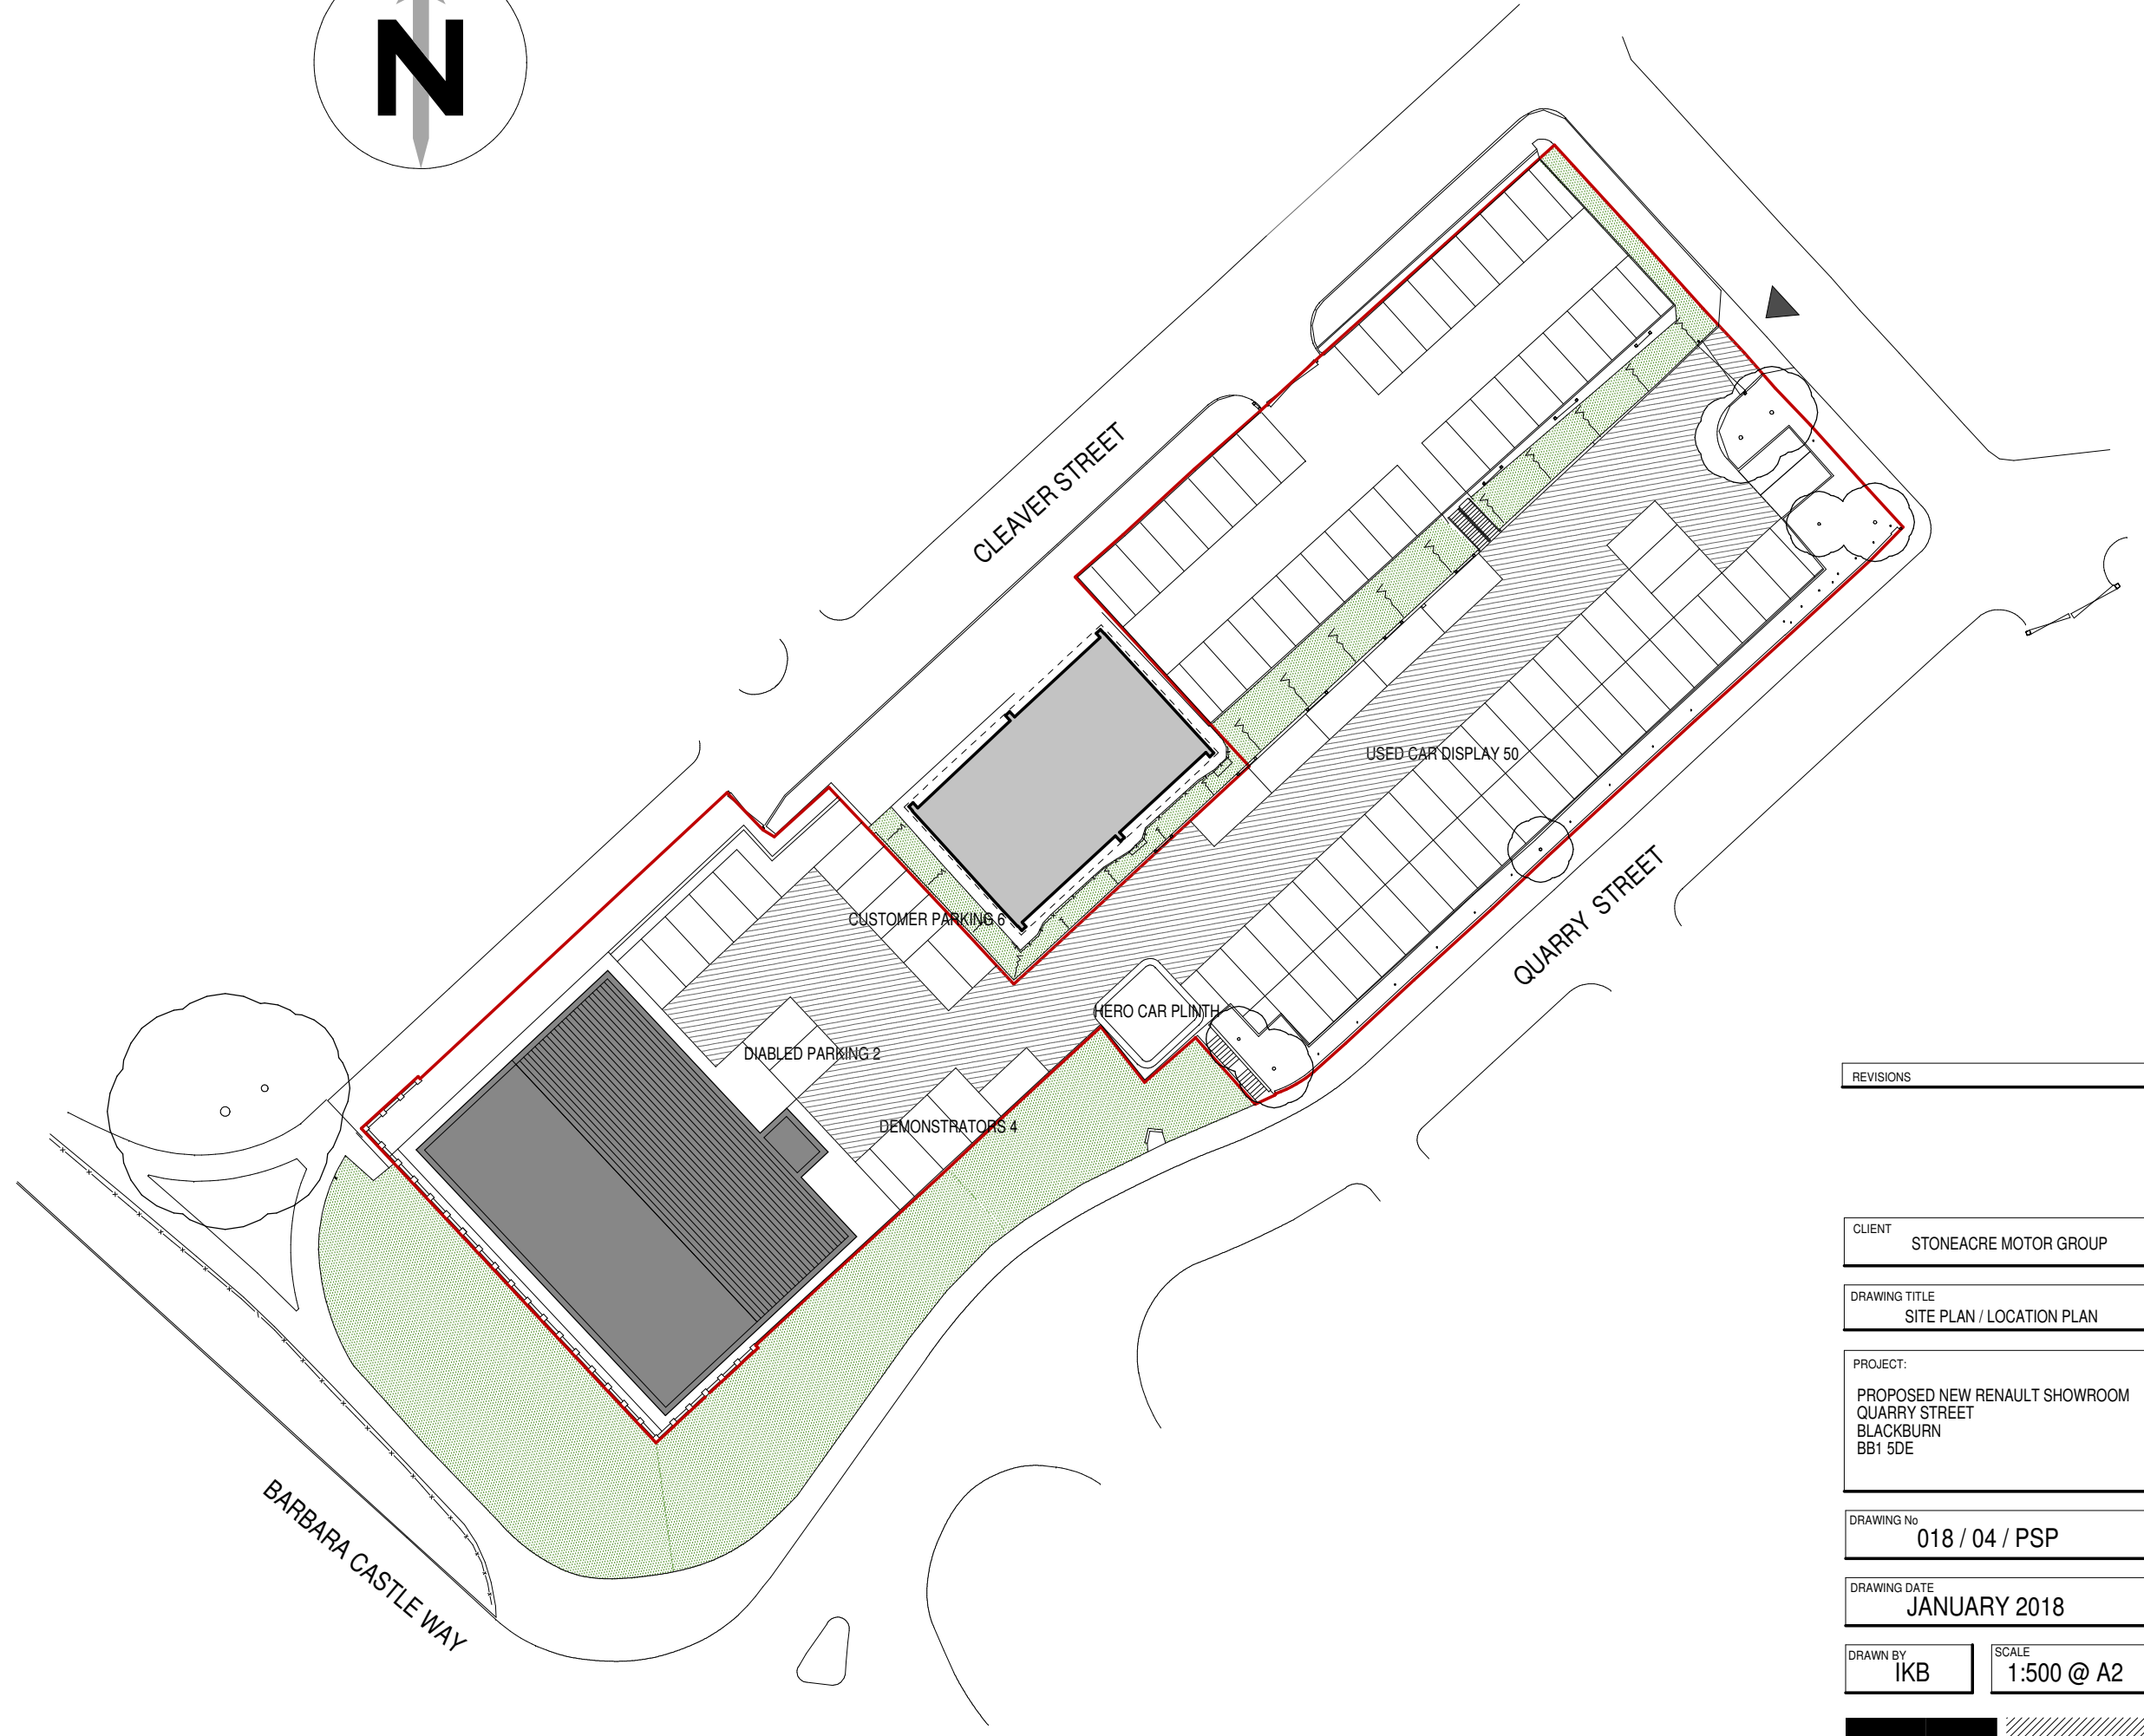 N
CLEAVER STREET
USED CAR DISPLAY 50
CUSTOMER PARKING 6
QUARRY STREET
HERO CAR PLINTH
DIABLED PARKING 2
DEMONSTRATORS 4
BARBARA CASTLE WAY
REVISIONS
CLIENT
STONEACRE MOTOR GROUP
DRAWING TITLE
SITE PLAN / LOCATION PLAN
PROJECT:
PROPOSED NEW RENAULT SHOWROOM
QUARRY STREET
BLACKBURN
BB1 5DE
DRAWING No
018 / 04 / PSP
DRAWING DATE
JANUARY 2018
DRAWN BY
IKB
SCALE
1:500 @ A2